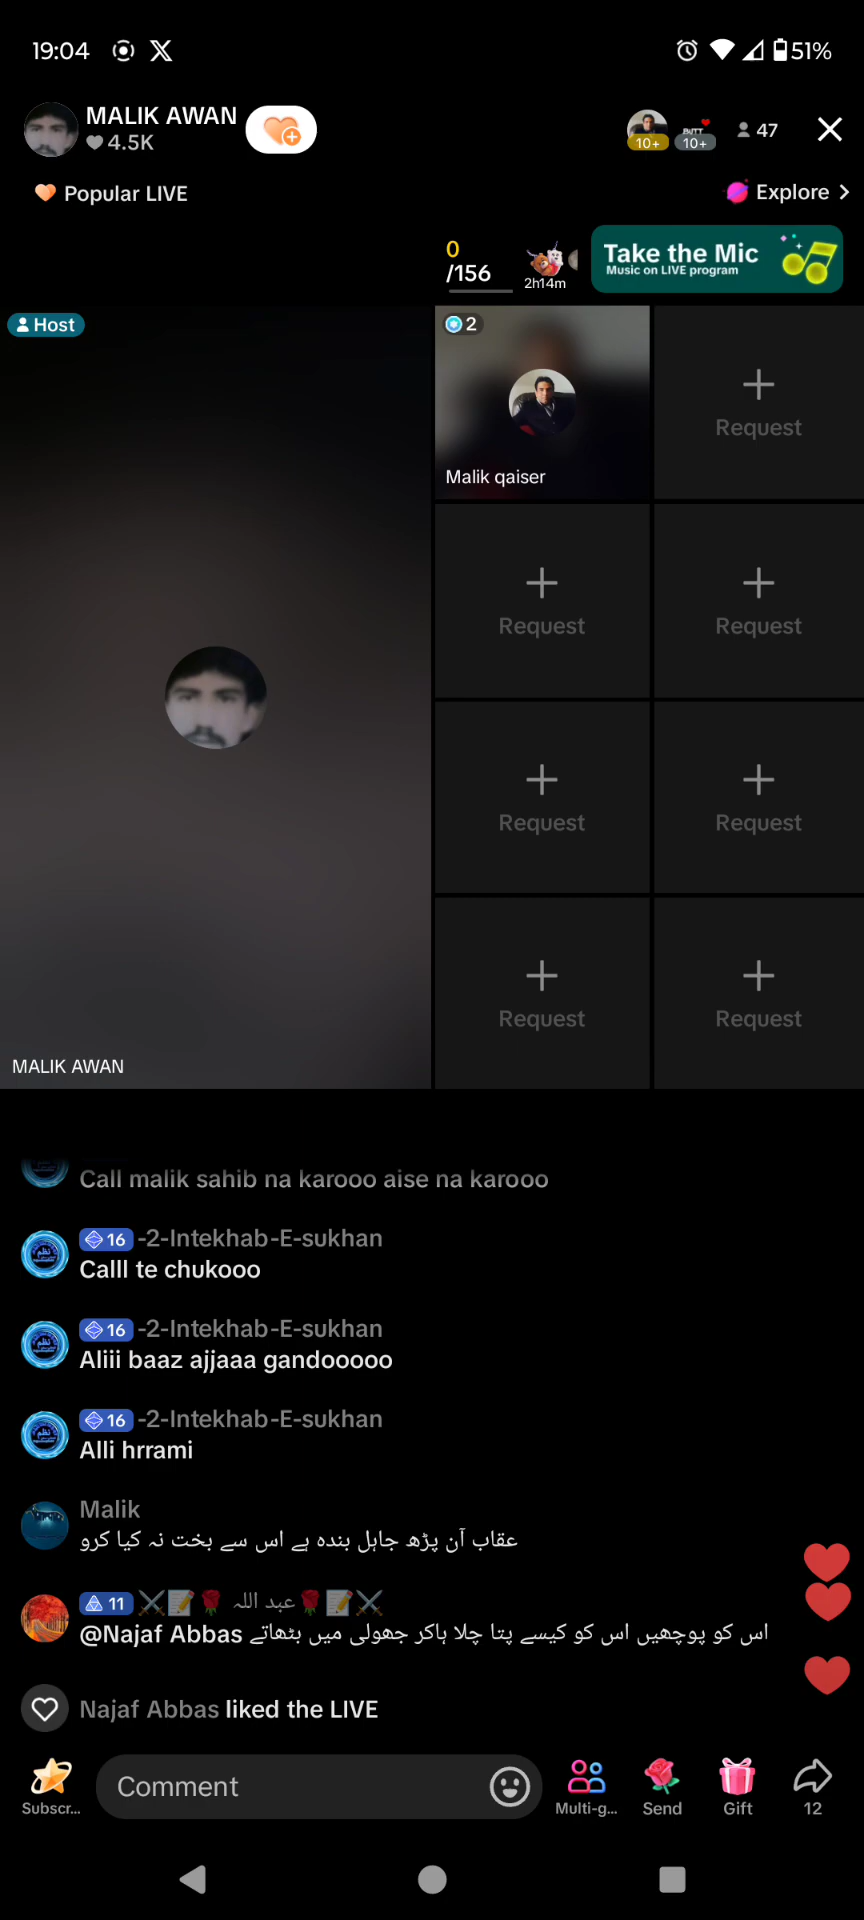 19:04
51%
MALIK AWAN
4.5K
10+
10+
47
Popular LIVE
Explore
0
/156
2h14m
Take the Mic
Music on LIVE program
Host
2
Malik qaiser
Request
Request
Request
Request
Request
Request
Request
MALIK AWAN
Call malik sahib na karooo aise na karooo
16 -2-Intekhab-E-sukhan
Calll te chukooo
16 -2-Intekhab-E-sukhan
Aliii baaz ajjaaa gandooooo
16 -2-Intekhab-E-sukhan
Alli hrrami
Malik
عقاب آن پڑھ جاہل بندہ ہے اس سے بخت نہ کیا کرو
11 ⚔️📝🌹 عبد اللہ 🌹📝⚔️
@Najaf Abbas اس کو پوچھیں اس کو کیسے پتا چلا ہاکر جھولی میں بٹھاتے
Najaf Abbas liked the LIVE
Subscr...
Comment
Multi-g...
Send
Gift
12